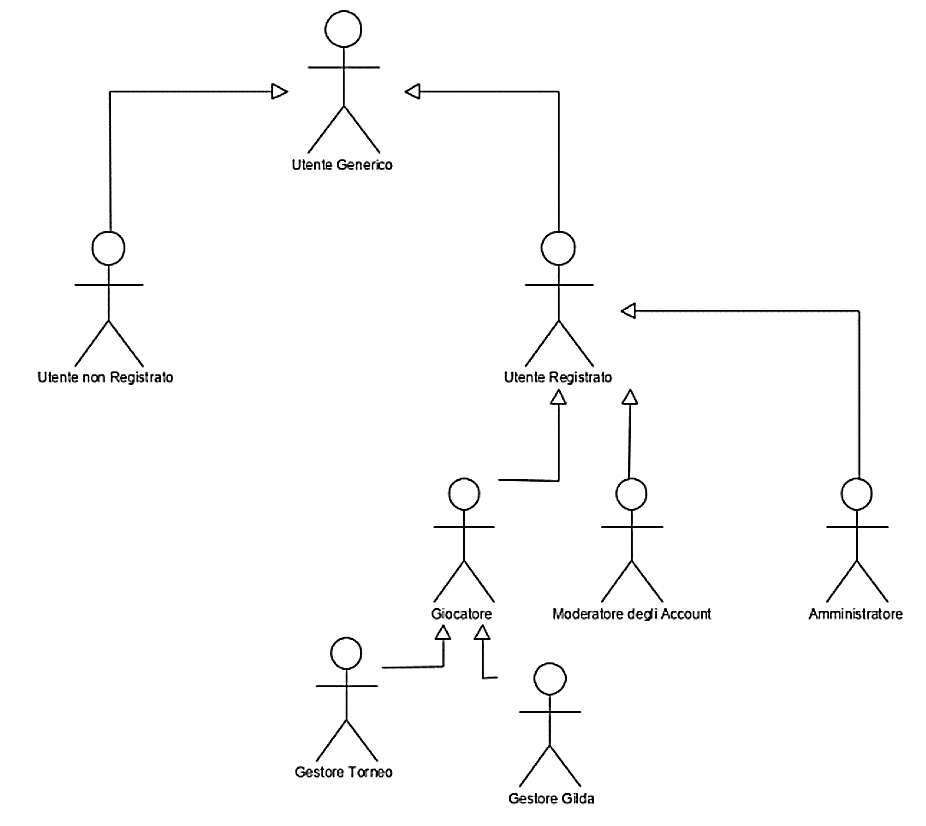 Utente Generico
Utente non Registrato
Utente Registrato
Giocatore
Moderatore degli Account
Amministratore
Gestore Torneo
Gestore Gilda